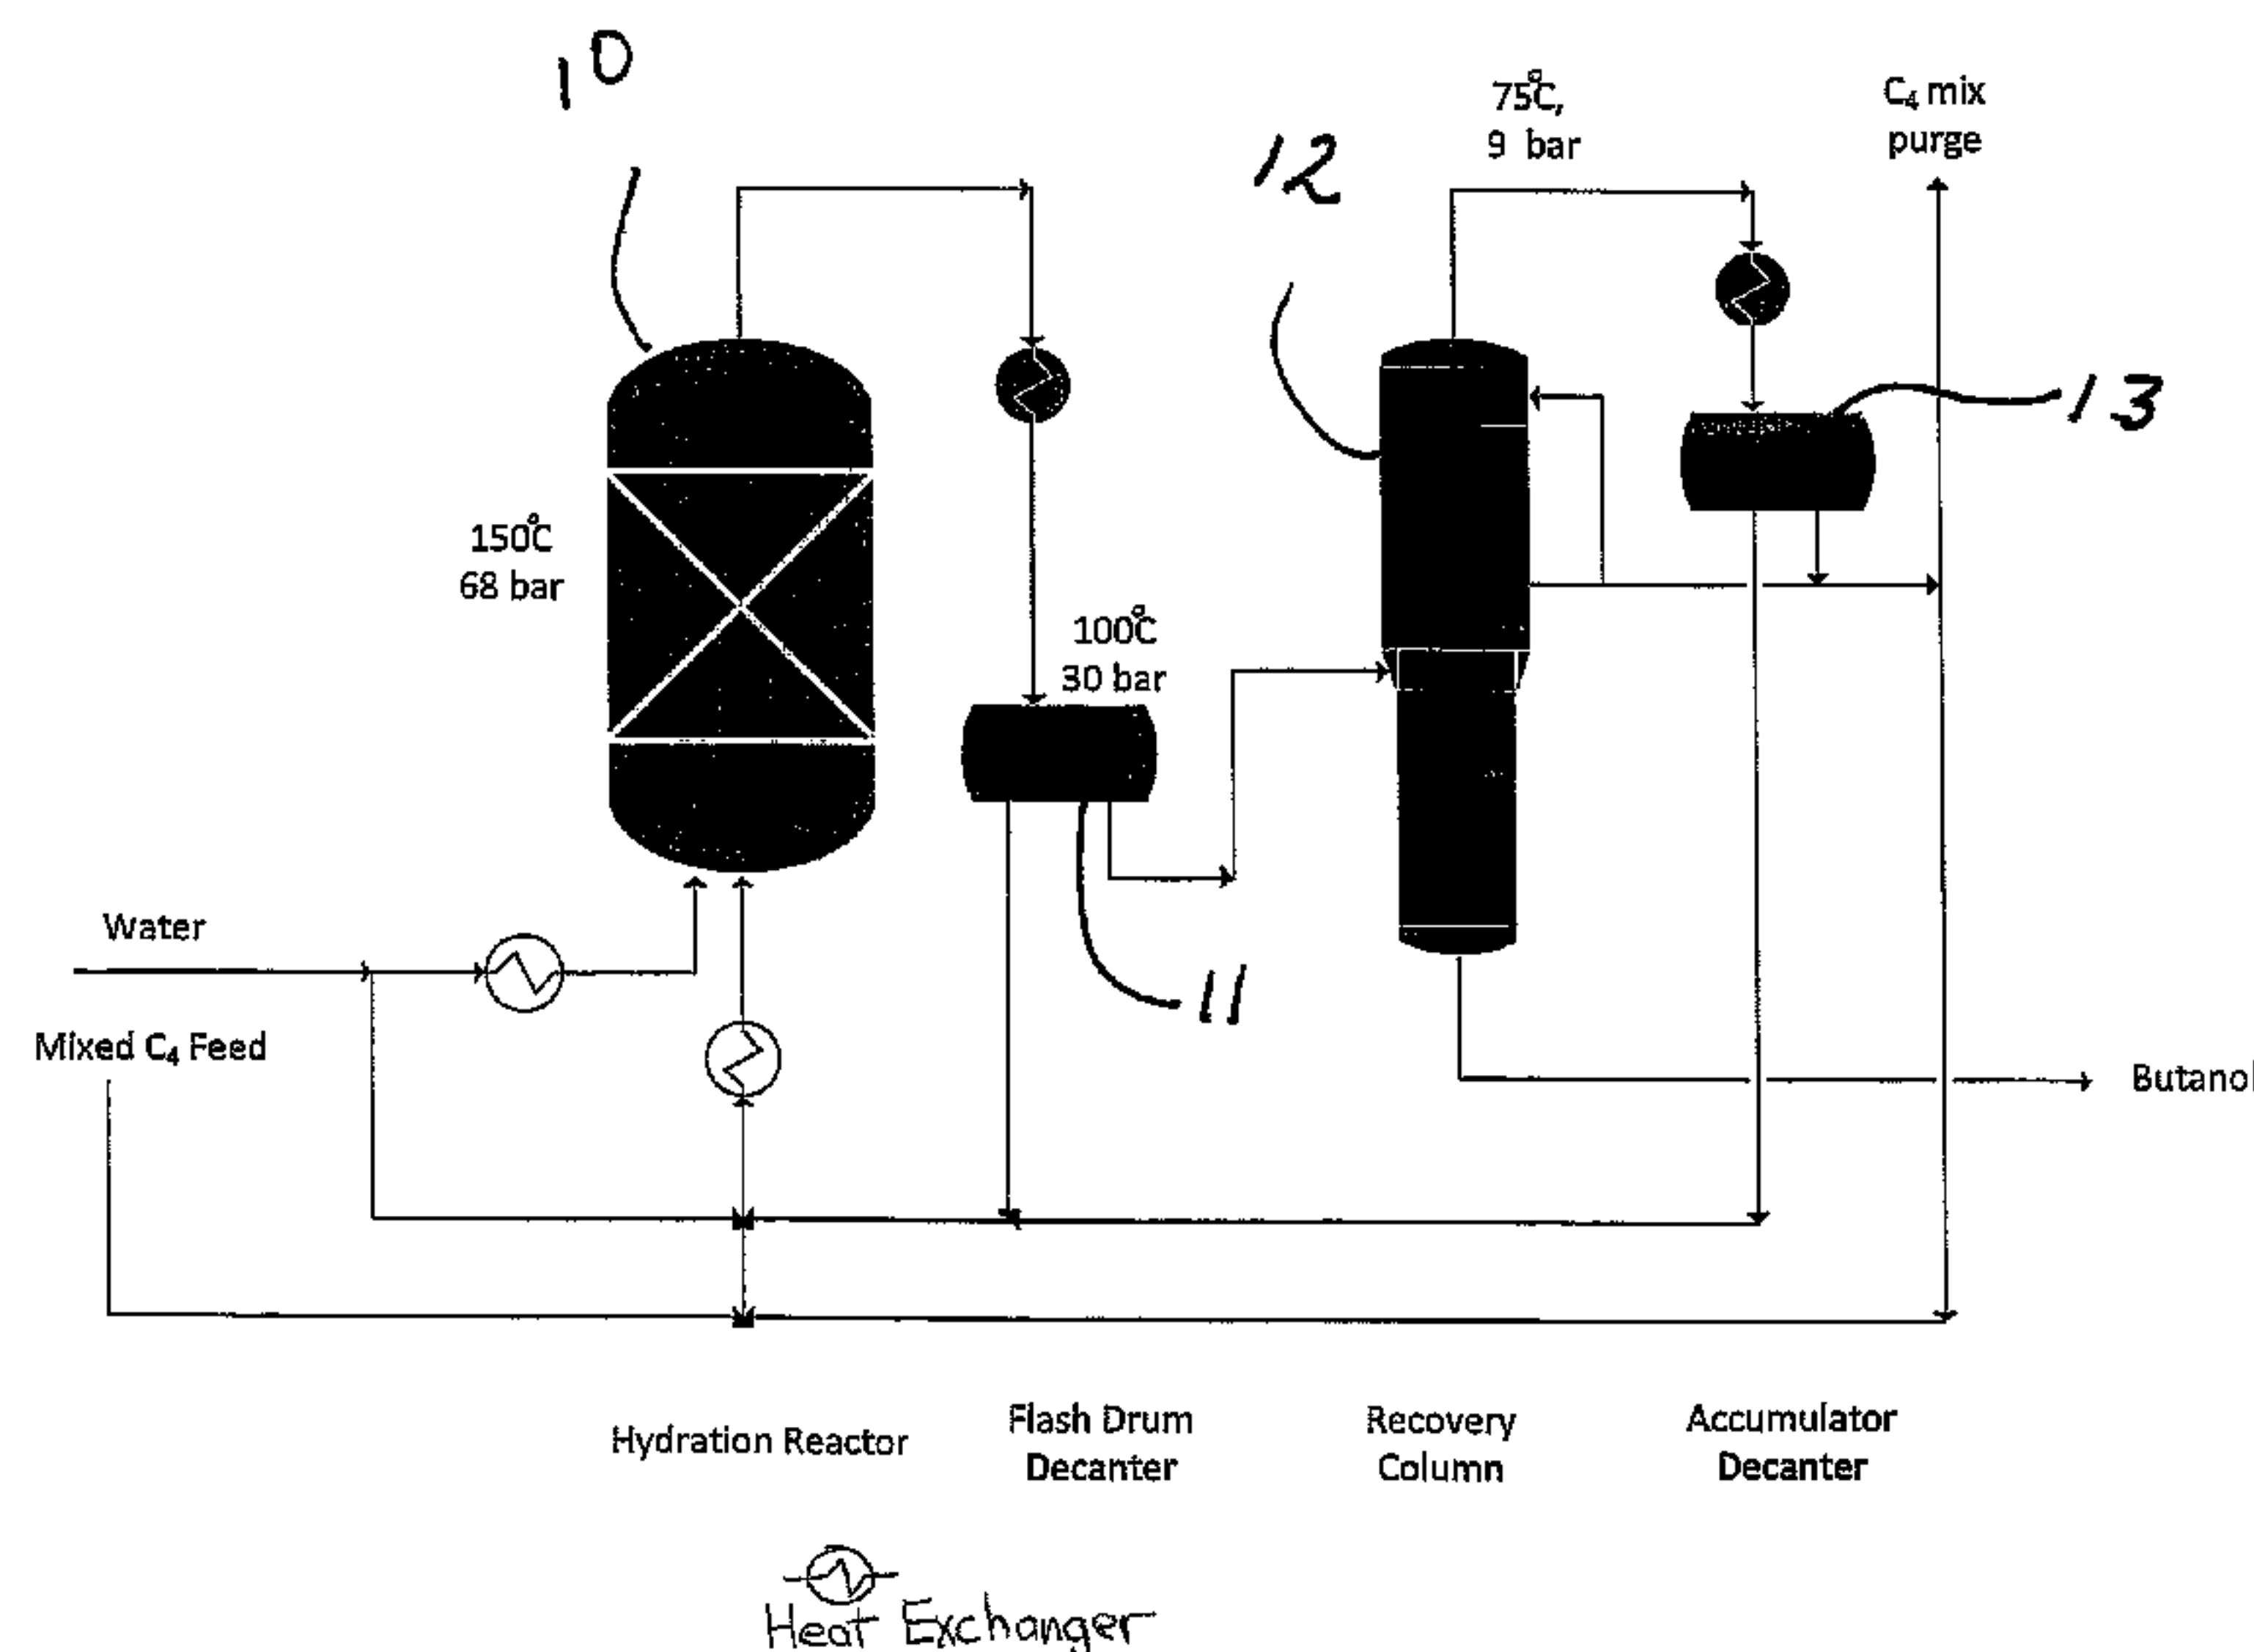 10
12
75°C,
9 bar
C₄ mix
purge
13
150°C
68 bar
100°C
30 bar
11
Water
Mixed C₄ Feed
Butanol
Hydration Reactor
Flash Drum
Decanter
Recovery
Column
Accumulator
Decanter
Heat Exchanger